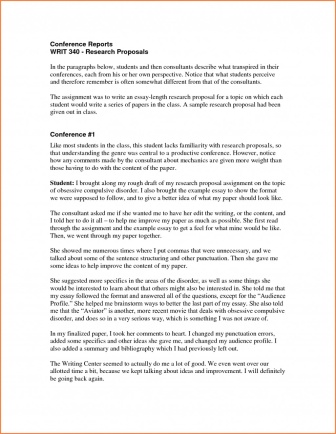 Conference Reports
WRIT 340 - Research Proposals
In the paragraphs below, students and then consultants describe what transpired in their
conferences, each from his or her own perspective. Notice that what students perceive
and therefore remember is often somewhat different from that of the consultants.
The assignment was to write an essay-length research proposal for a topic on which each
student would write a series of papers in the class. A sample research proposal had been
given out in class.
Conference #1
Like most students in the class, this student lacks familiarity with research proposals, so
that understanding the genre was central to a productive conference. However, notice
how any comments made by the consultant about mechanics are given more weight than
those having to do with the content of the paper.
Student: I brought along my rough draft of my research proposal assignment on the topic
of obsessive compulsive disorder. I also brought the example essay to show the format
we were supposed to follow, and to give a better idea of what my paper should look like.
The consultant asked me if she wanted to me have her edit the writing, or the content, and
I told her to do it all – to help me improve my paper as much as possible. She first read
through the assignment and the example essay to get a feel for what mine would be like.
Then, we went through my paper together.
She showed me numerous times where I put commas that were unnecessary, and we
talked about some of the sentence structuring and other punctuation. Then she gave me
some ideas to help improve the content of my paper.
She suggested more specifics in the areas of the disorder, as well as some things she
would be interested to learn about that others might also be interested in. She told me that
my essay followed the format and answered all of the questions, except for the “Audience
Profile.” She helped me brainstorm ways to better the last part of my essay. She also told
me that the “Aviator” is another, more recent movie that deals with obsessive compulsive
disorder, and does so in a very serious way, which is something I was not aware of.
In my finalized paper, I took her comments to heart. I changed my punctuation errors,
added some specifics and other ideas she gave me, and changed my audience profile. I
also added a summary and bibliography which I had previously left out.
The Writing Center seemed to actually do me a lot of good. We even went over our
allotted time a bit, because we kept talking about ideas and improvement. I will definitely
be going back again.